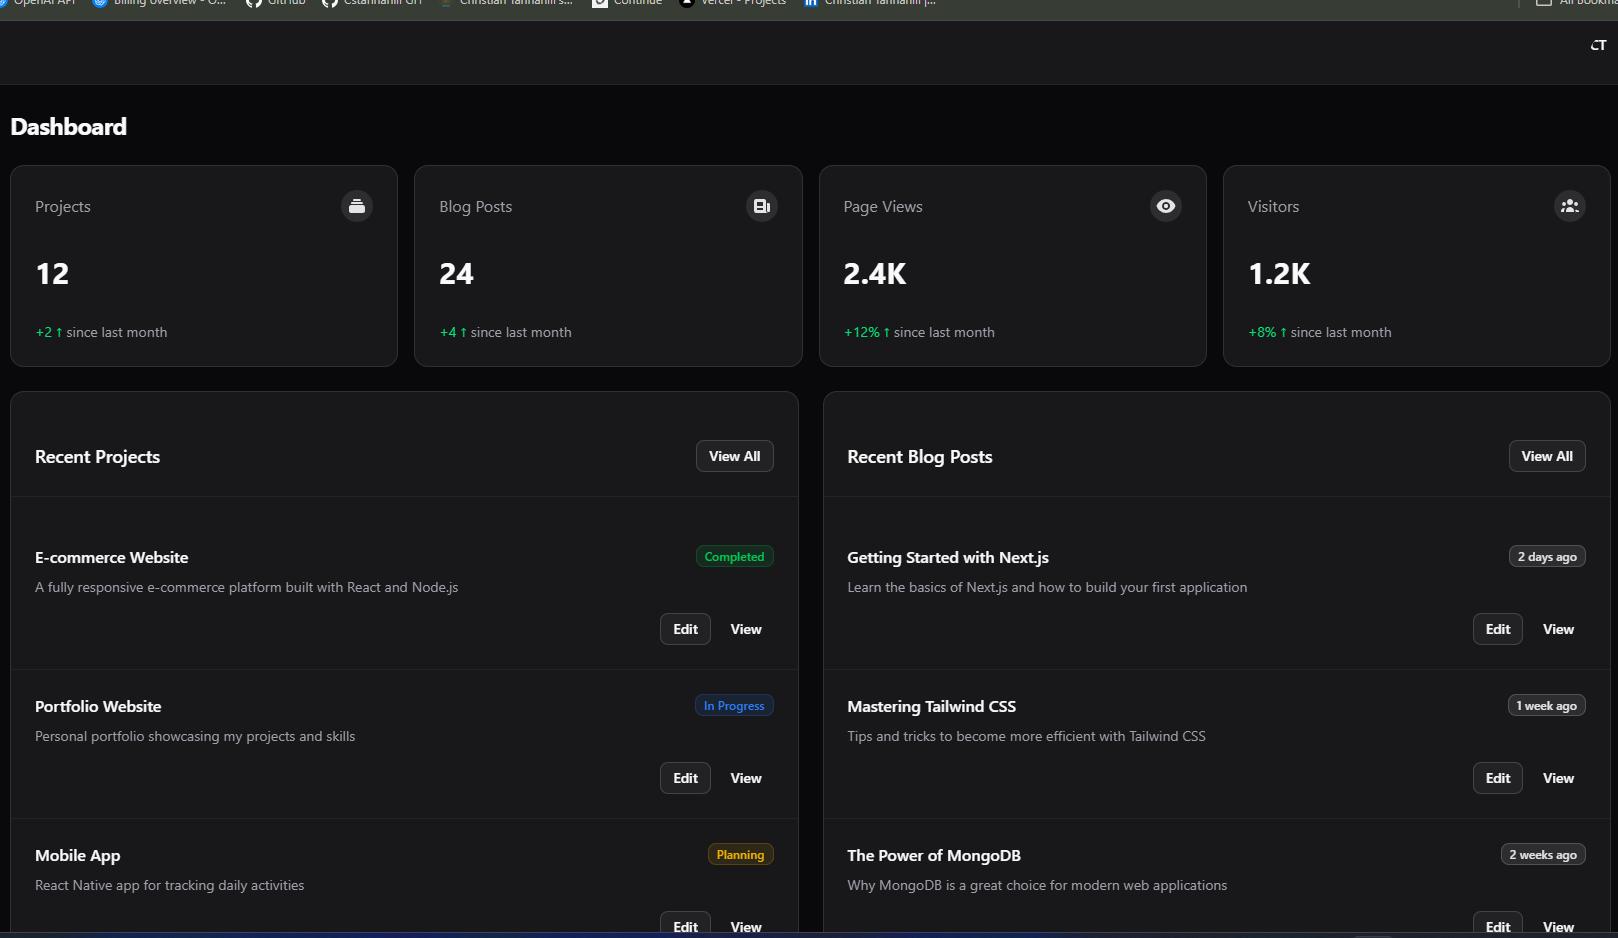 OpenAI API Billing overview - O... GitHub Cstannahill GH Christian Tannahill s... Continue Vercel - Projects Christian Tannahill |... All Bookma
CT
Dashboard
Projects
12
+2 ↑ since last month
Blog Posts
24
+4 ↑ since last month
Page Views
2.4K
+12% ↑ since last month
Visitors
1.2K
+8% ↑ since last month
Recent Projects
View All
E-commerce Website
Completed
A fully responsive e-commerce platform built with React and Node.js
Edit View
Portfolio Website
In Progress
Personal portfolio showcasing my projects and skills
Edit View
Mobile App
Planning
React Native app for tracking daily activities
Edit View
Recent Blog Posts
View All
Getting Started with Next.js
2 days ago
Learn the basics of Next.js and how to build your first application
Edit View
Mastering Tailwind CSS
1 week ago
Tips and tricks to become more efficient with Tailwind CSS
Edit View
The Power of MongoDB
2 weeks ago
Why MongoDB is a great choice for modern web applications
Edit View